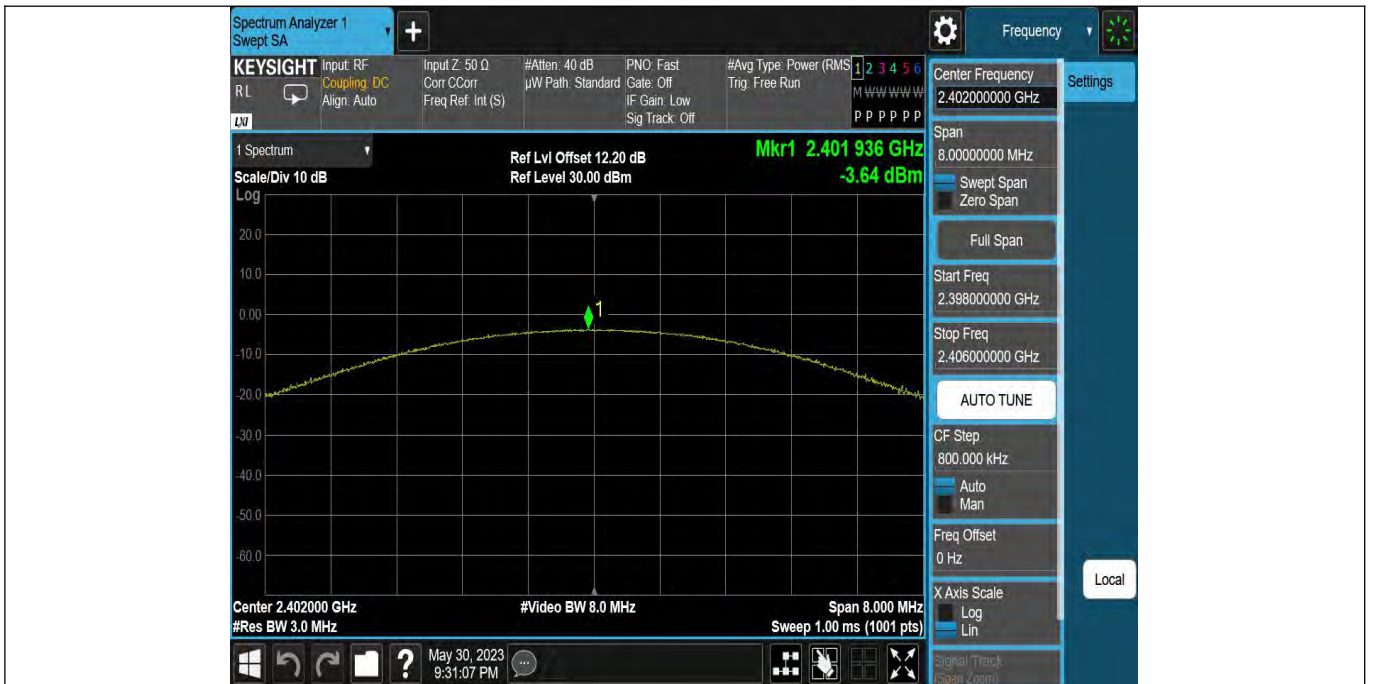 Spectrum Analyzer 1
Swept SA
+
Frequency
KEYSIGHT
RL
LXI
Input: RF
Coupling: DC
Align: Auto
Input Z: 50 Ω
Corr CCorr
Freq Ref: Int (S)
#Atten: 40 dB
µW Path: Standard
PNO: Fast
Gate: Off
IF Gain: Low
Sig Track: Off
#Avg Type: Power (RMS
Trig: Free Run
1 2 3 4 5 6
M W W W W W
P P P P P P
1 Spectrum
Scale/Div 10 dB
Log
Ref Lvl Offset 12.20 dB
Ref Level 30.00 dBm
Mkr1 2.401 936 GHz
-3.64 dBm
20.0
10.0
0.00
-10.0
-20.0
-30.0
-40.0
-50.0
-60.0
1
Center 2.402000 GHz
#Res BW 3.0 MHz
#Video BW 8.0 MHz
Span 8.000 MHz
Sweep 1.00 ms (1001 pts)
Center Frequency
2.402000000 GHz
Settings
Span
8.00000000 MHz
Swept Span
Zero Span
Full Span
Start Freq
2.398000000 GHz
Stop Freq
2.406000000 GHz
AUTO TUNE
CF Step
800.000 kHz
Auto
Man
Freq Offset
0 Hz
X Axis Scale
Log
Lin
Local
Signal Track
(Span Zoom)
?
May 30, 2023
9:31:07 PM